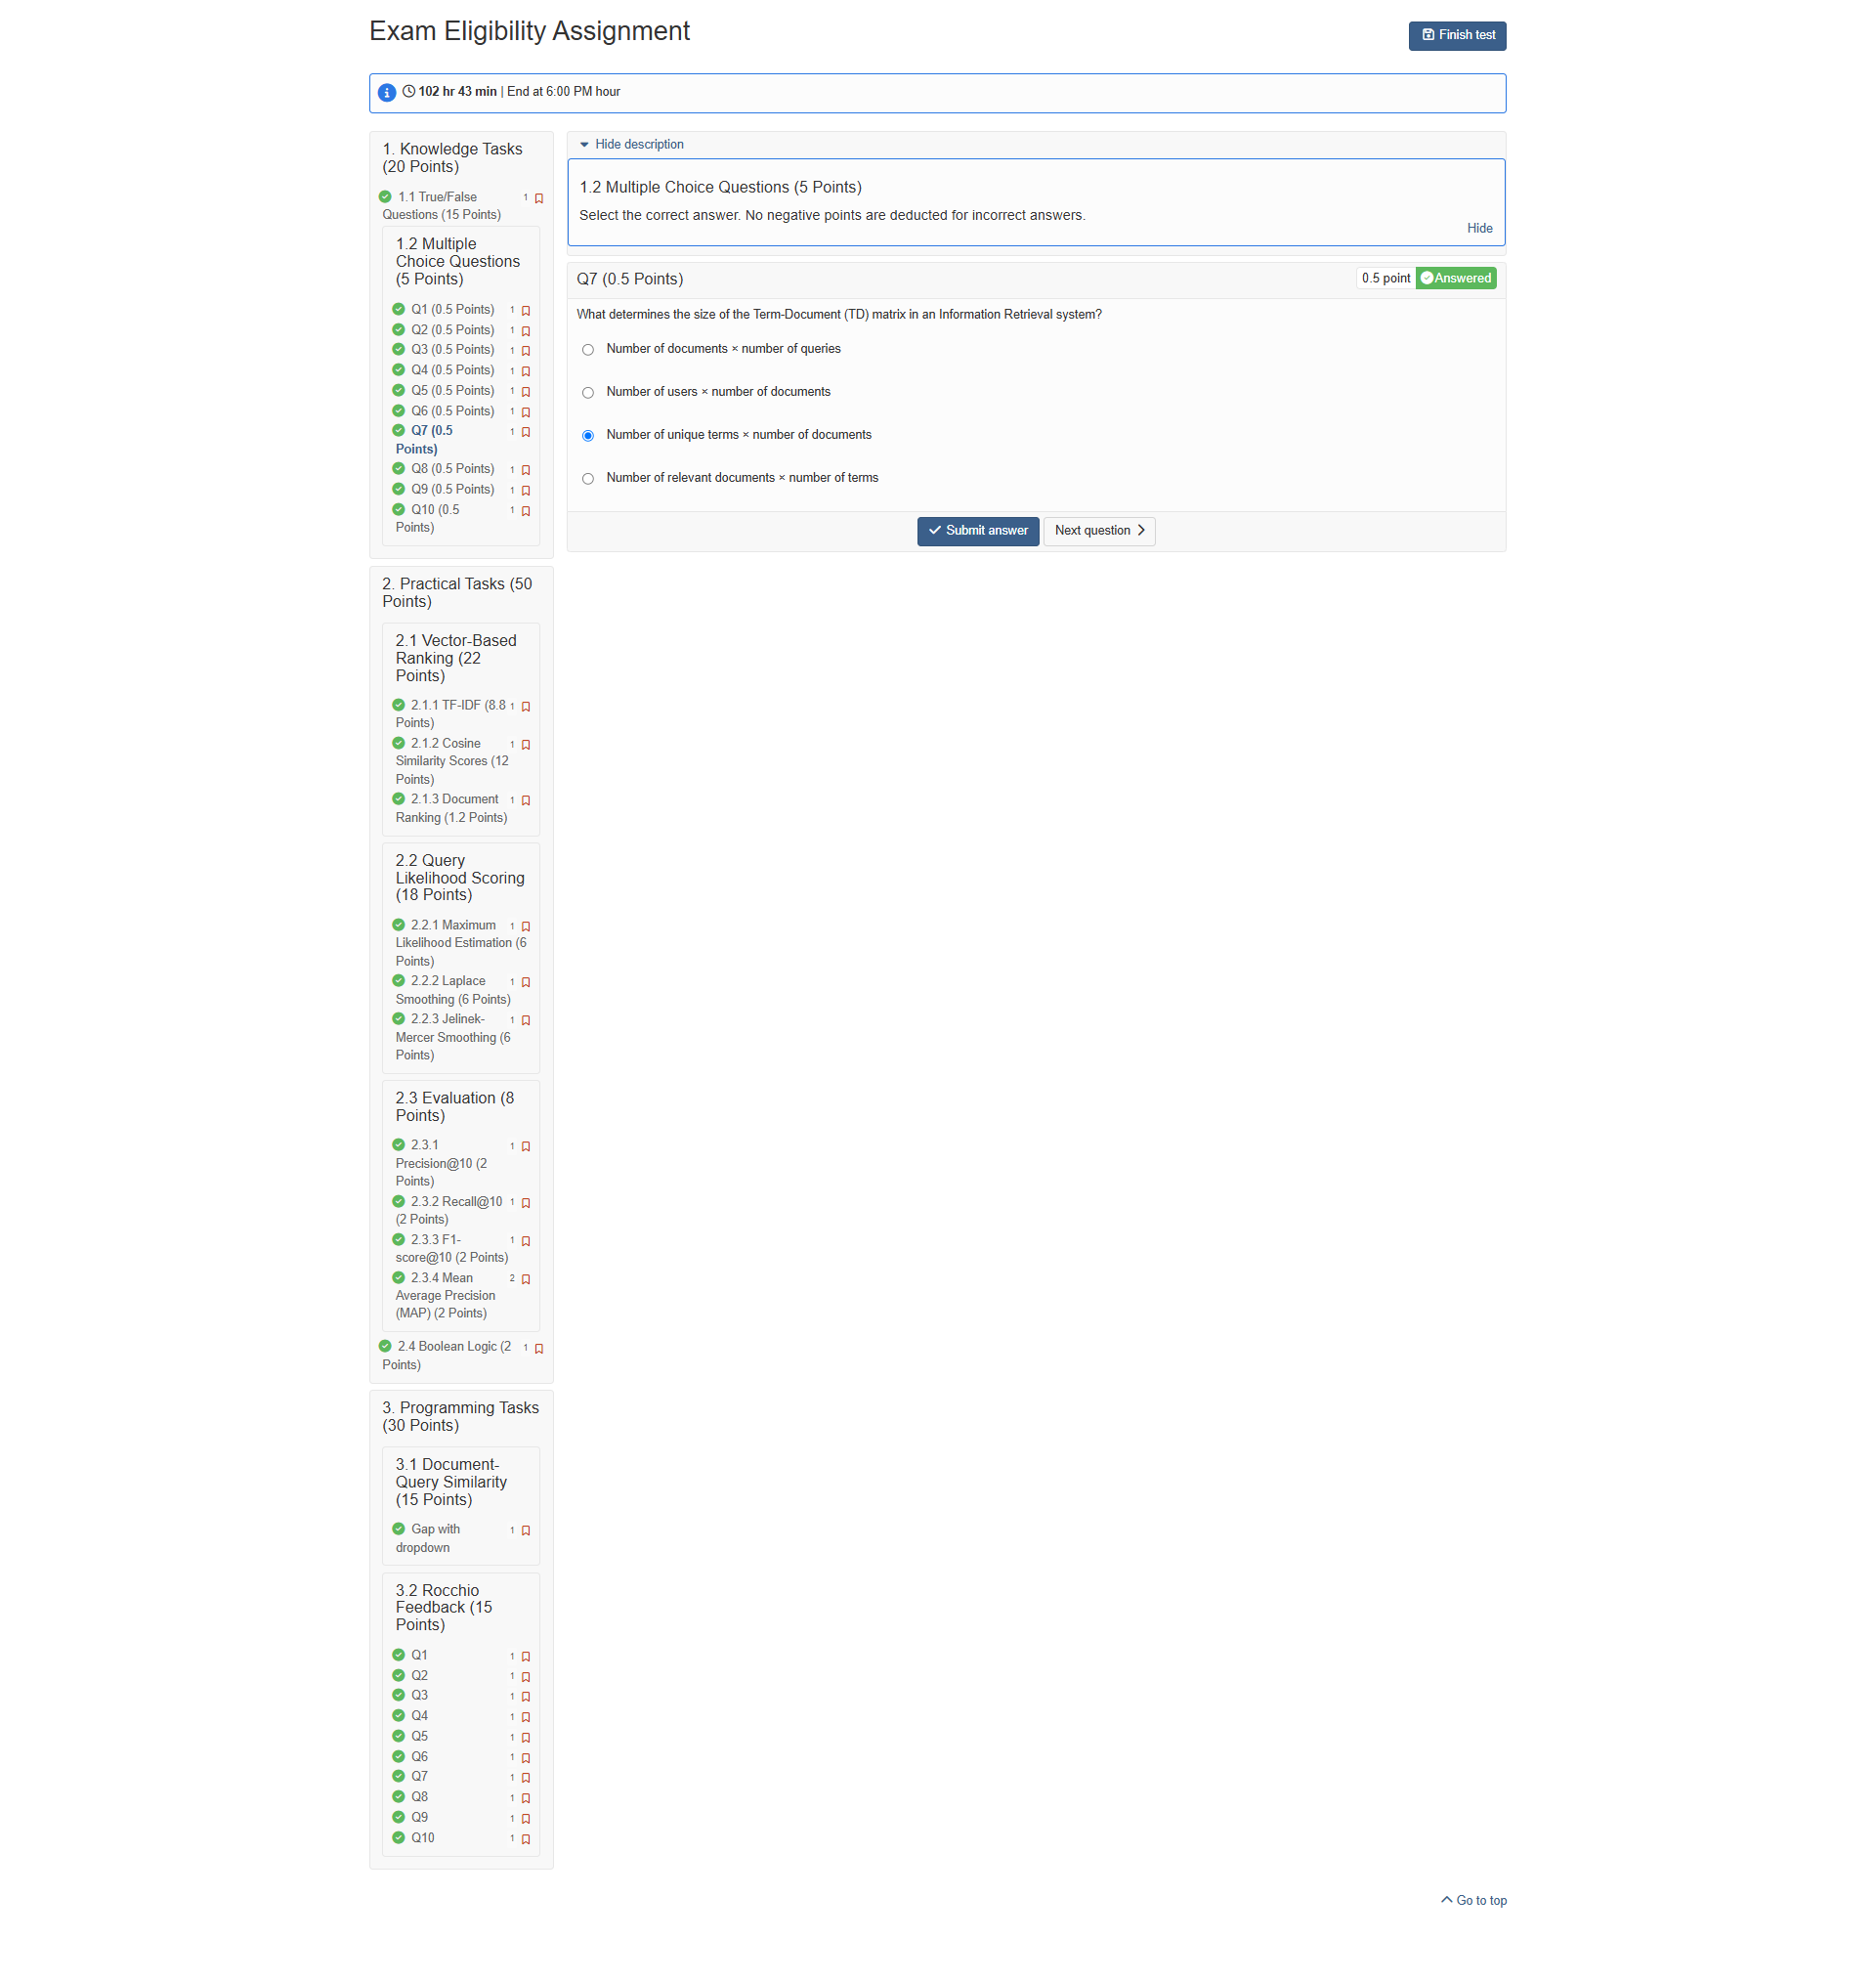 Exam Eligibility Assignment
Finish test
102 hr 43 min | End at 6:00 PM hour
1. Knowledge Tasks
(20 Points)
1.1 True/False 1
Questions (15 Points)
1.2 Multiple
Choice Questions
(5 Points)
Q1 (0.5 Points) 1
Q2 (0.5 Points) 1
Q3 (0.5 Points) 1
Q4 (0.5 Points) 1
Q5 (0.5 Points) 1
Q6 (0.5 Points) 1
Q7 (0.5 1
Points)
Q8 (0.5 Points) 1
Q9 (0.5 Points) 1
Q10 (0.5 1
Points)
2. Practical Tasks (50
Points)
2.1 Vector-Based
Ranking (22
Points)
2.1.1 TF-IDF (8.8 1
Points)
2.1.2 Cosine 1
Similarity Scores (12
Points)
2.1.3 Document 1
Ranking (1.2 Points)
2.2 Query
Likelihood Scoring
(18 Points)
2.2.1 Maximum 1
Likelihood Estimation (6
Points)
2.2.2 Laplace 1
Smoothing (6 Points)
2.2.3 Jelinek- 1
Mercer Smoothing (6
Points)
2.3 Evaluation (8
Points)
2.3.1 1
Precision@10 (2
Points)
2.3.2 Recall@10 1
(2 Points)
2.3.3 F1- 1
score@10 (2 Points)
2.3.4 Mean 2
Average Precision
(MAP) (2 Points)
2.4 Boolean Logic (2 1
Points)
3. Programming Tasks
(30 Points)
3.1 Document-
Query Similarity
(15 Points)
Gap with 1
dropdown
3.2 Rocchio
Feedback (15
Points)
Q1 1
Q2 1
Q3 1
Q4 1
Q5 1
Q6 1
Q7 1
Q8 1
Q9 1
Q10 1
Hide description
1.2 Multiple Choice Questions (5 Points)
Select the correct answer. No negative points are deducted for incorrect answers.
Hide
Q7 (0.5 Points)
0.5 point Answered
What determines the size of the Term-Document (TD) matrix in an Information Retrieval system?
Number of documents × number of queries
Number of users × number of documents
Number of unique terms × number of documents
Number of relevant documents × number of terms
Submit answer
Next question
Go to top